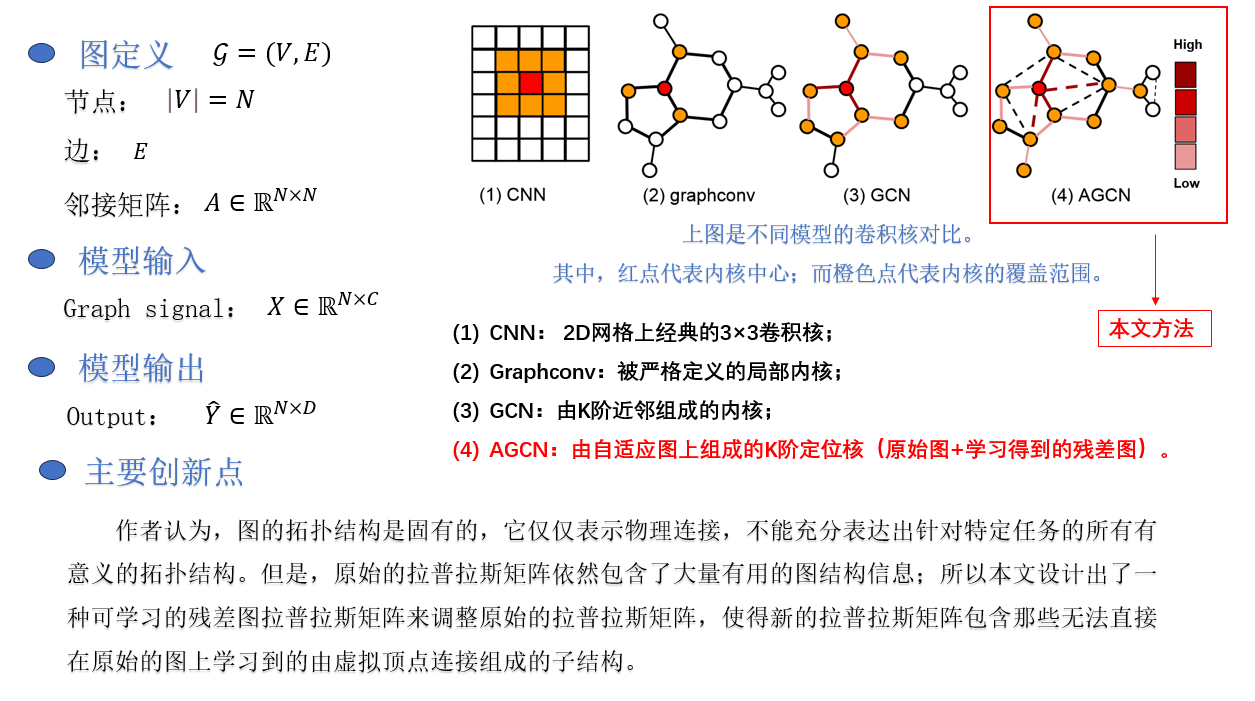 图定义 𝒢 = (V, E)
节点： |V| = N
边： E
邻接矩阵： A ∈ ℝ^{N×N}
模型输入
Graph signal： X ∈ ℝ^{N×C}
模型输出
Output： Ŷ ∈ ℝ^{N×D}
主要创新点
(1) CNN
(2) graphconv
(3) GCN
(4) AGCN
High
Low
上图是不同模型的卷积核对比。
其中，红点代表内核中心；而橙色点代表内核的覆盖范围。
本文方法
(1) CNN： 2D网格上经典的3×3卷积核；
(2) Graphconv：被严格定义的局部内核；
(3) GCN：由K阶近邻组成的内核；
(4) AGCN：由自适应图上组成的K阶定位核（原始图+学习得到的残差图）。
作者认为，图的拓扑结构是固有的，它仅仅表示物理连接，不能充分表达出针对特定任务的所有有
意义的拓扑结构。但是，原始的拉普拉斯矩阵依然包含了大量有用的图结构信息；所以本文设计出了一
种可学习的残差图拉普拉斯矩阵来调整原始的拉普拉斯矩阵，使得新的拉普拉斯矩阵包含那些无法直接
在原始的图上学习到的由虚拟顶点连接组成的子结构。